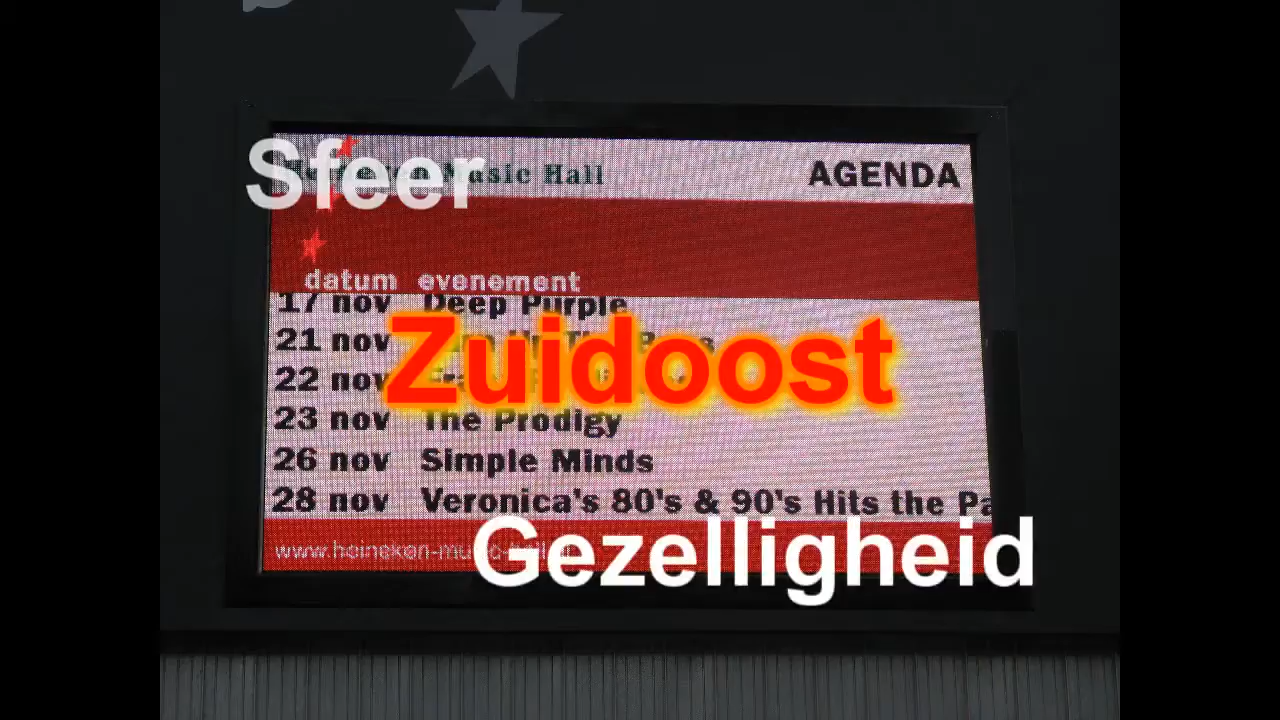 Sfeer
Music Hall
AGENDA
datum evenement
17 nov Deep Purple
21 nov
Zuidoost
22 nov
23 nov The Prodigy
26 nov Simple Minds
28 nov Veronica's 80's & 90's Hits the Pa
Gezelligheid